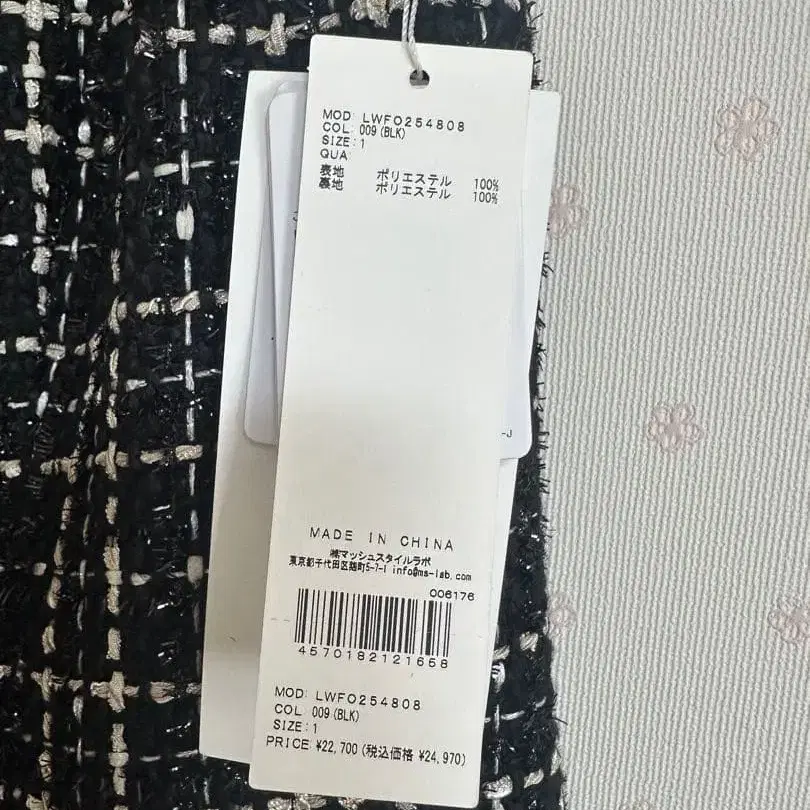 MOD: LWFO254808
COL: 009(BLK)
SIZE:1
QUA
表地 ポリエステル 100%
裏地 ポリエステル 100%
-J
MADE IN CHINA
㈱マッシュスタイルラボ
東京都千代田区麹町5-7-1 info@ms-lab.com
006176
4570182121658
MOD: LWFO254808
COL 009(BLK)
SIZE:1
PRICE:¥22,700(税込価格 ¥24,970)